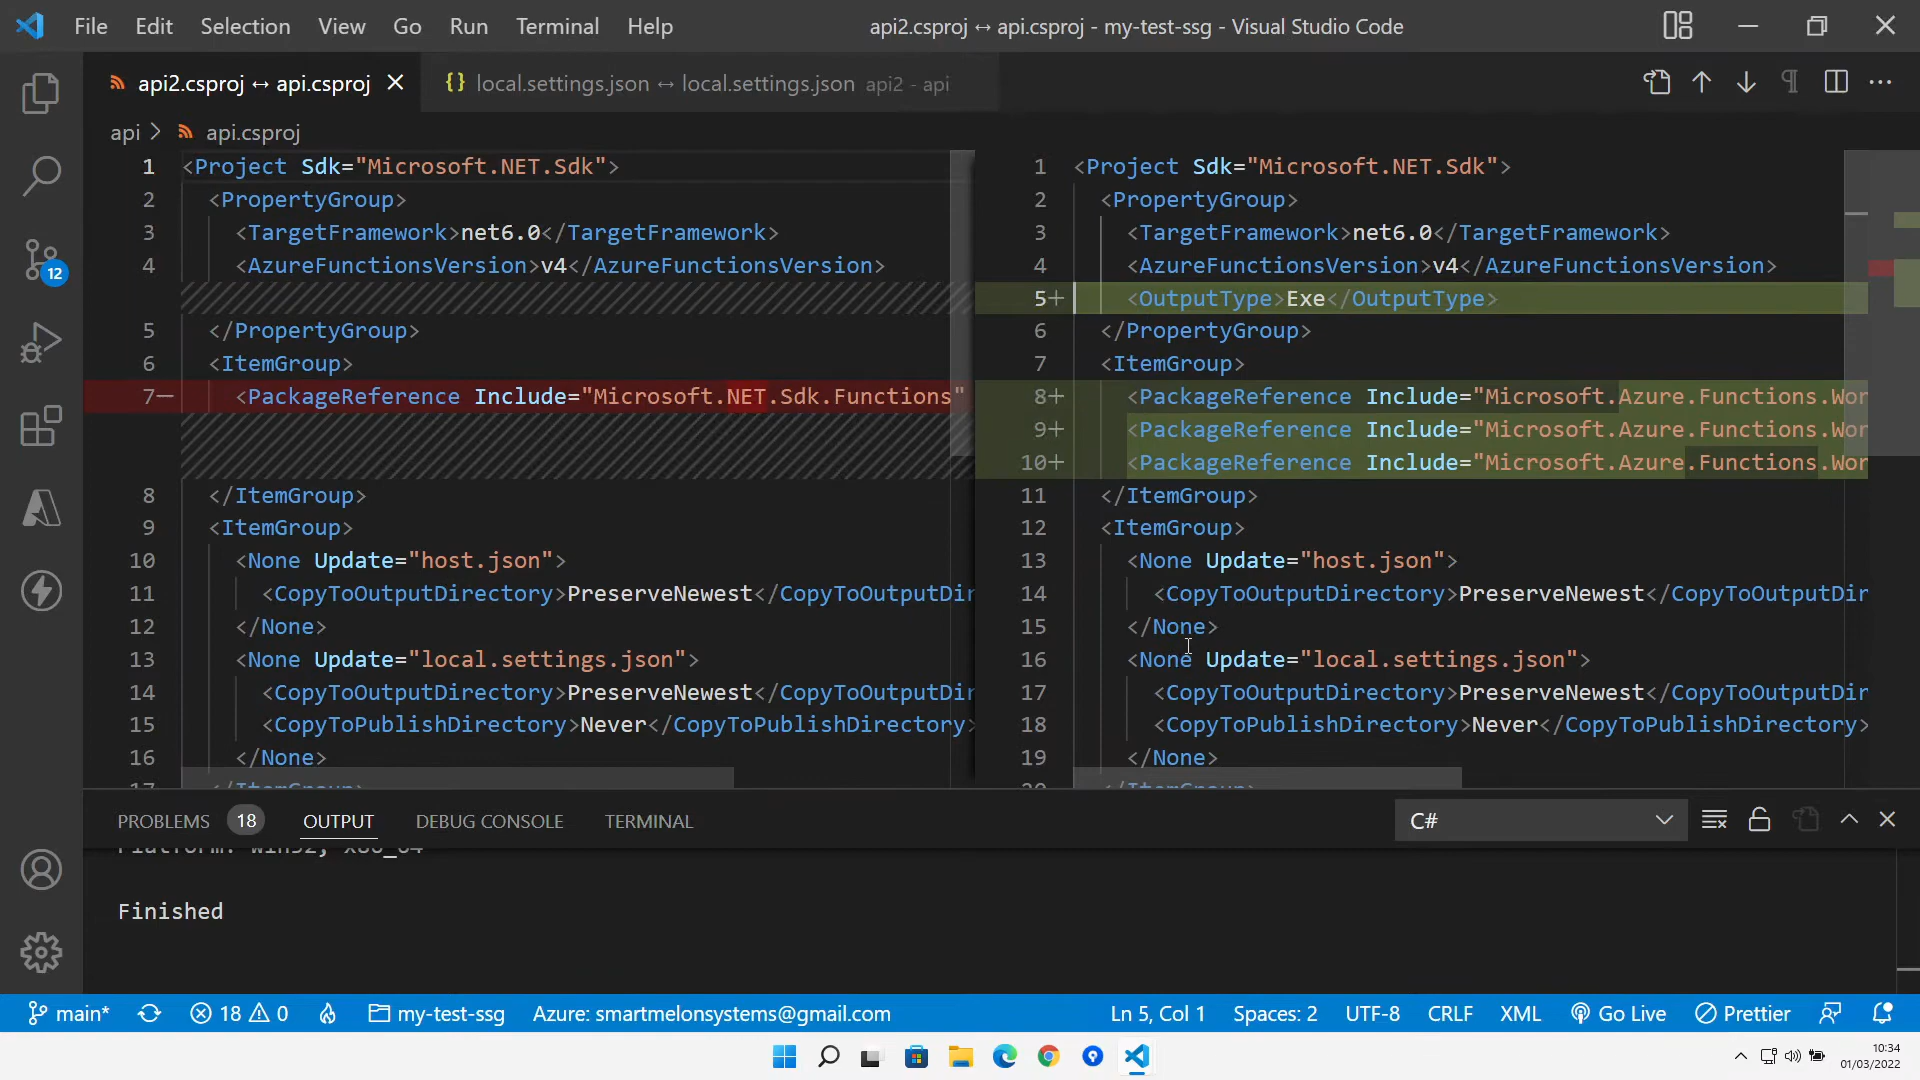 File Edit Selection View Go Run Terminal Help api2.csproj ↔ api.csproj - my-test-ssg - Visual Studio Code
api2.csproj ↔ api.csproj {} local.settings.json ↔ local.settings.json api2 - api
api > api.csproj
1 <Project Sdk="Microsoft.NET.Sdk">
2 <PropertyGroup>
3 <TargetFramework>net6.0</TargetFramework>
4 <AzureFunctionsVersion>v4</AzureFunctionsVersion>
5 </PropertyGroup>
6 <ItemGroup>
7— <PackageReference Include="Microsoft.NET.Sdk.Functions"
8 </ItemGroup>
9 <ItemGroup>
10 <None Update="host.json">
11 <CopyToOutputDirectory>PreserveNewest</CopyToOutputDir
12 </None>
13 <None Update="local.settings.json">
14 <CopyToOutputDirectory>PreserveNewest</CopyToOutputDir
15 <CopyToPublishDirectory>Never</CopyToPublishDirectory>
16 </None>
17 </ItemGroup>
1 <Project Sdk="Microsoft.NET.Sdk">
2 <PropertyGroup>
3 <TargetFramework>net6.0</TargetFramework>
4 <AzureFunctionsVersion>v4</AzureFunctionsVersion>
5+ <OutputType>Exe</OutputType>
6 </PropertyGroup>
7 <ItemGroup>
8+ <PackageReference Include="Microsoft.Azure.Functions.Wor
9+ <PackageReference Include="Microsoft.Azure.Functions.Wor
10+ <PackageReference Include="Microsoft.Azure.Functions.Wor
11 </ItemGroup>
12 <ItemGroup>
13 <None Update="host.json">
14 <CopyToOutputDirectory>PreserveNewest</CopyToOutputDir
15 </None>
16 <None Update="local.settings.json">
17 <CopyToOutputDirectory>PreserveNewest</CopyToOutputDir
18 <CopyToPublishDirectory>Never</CopyToPublishDirectory>
19 </None>
20 </ItemGroup>
12
PROBLEMS 18 OUTPUT DEBUG CONSOLE TERMINAL C#
Platform: win32, x86_64
Finished
main* 18 0 my-test-ssg Azure: smartmelonsystems@gmail.com Ln 5, Col 1 Spaces: 2 UTF-8 CRLF XML Go Live Prettier
10:34
01/03/2022